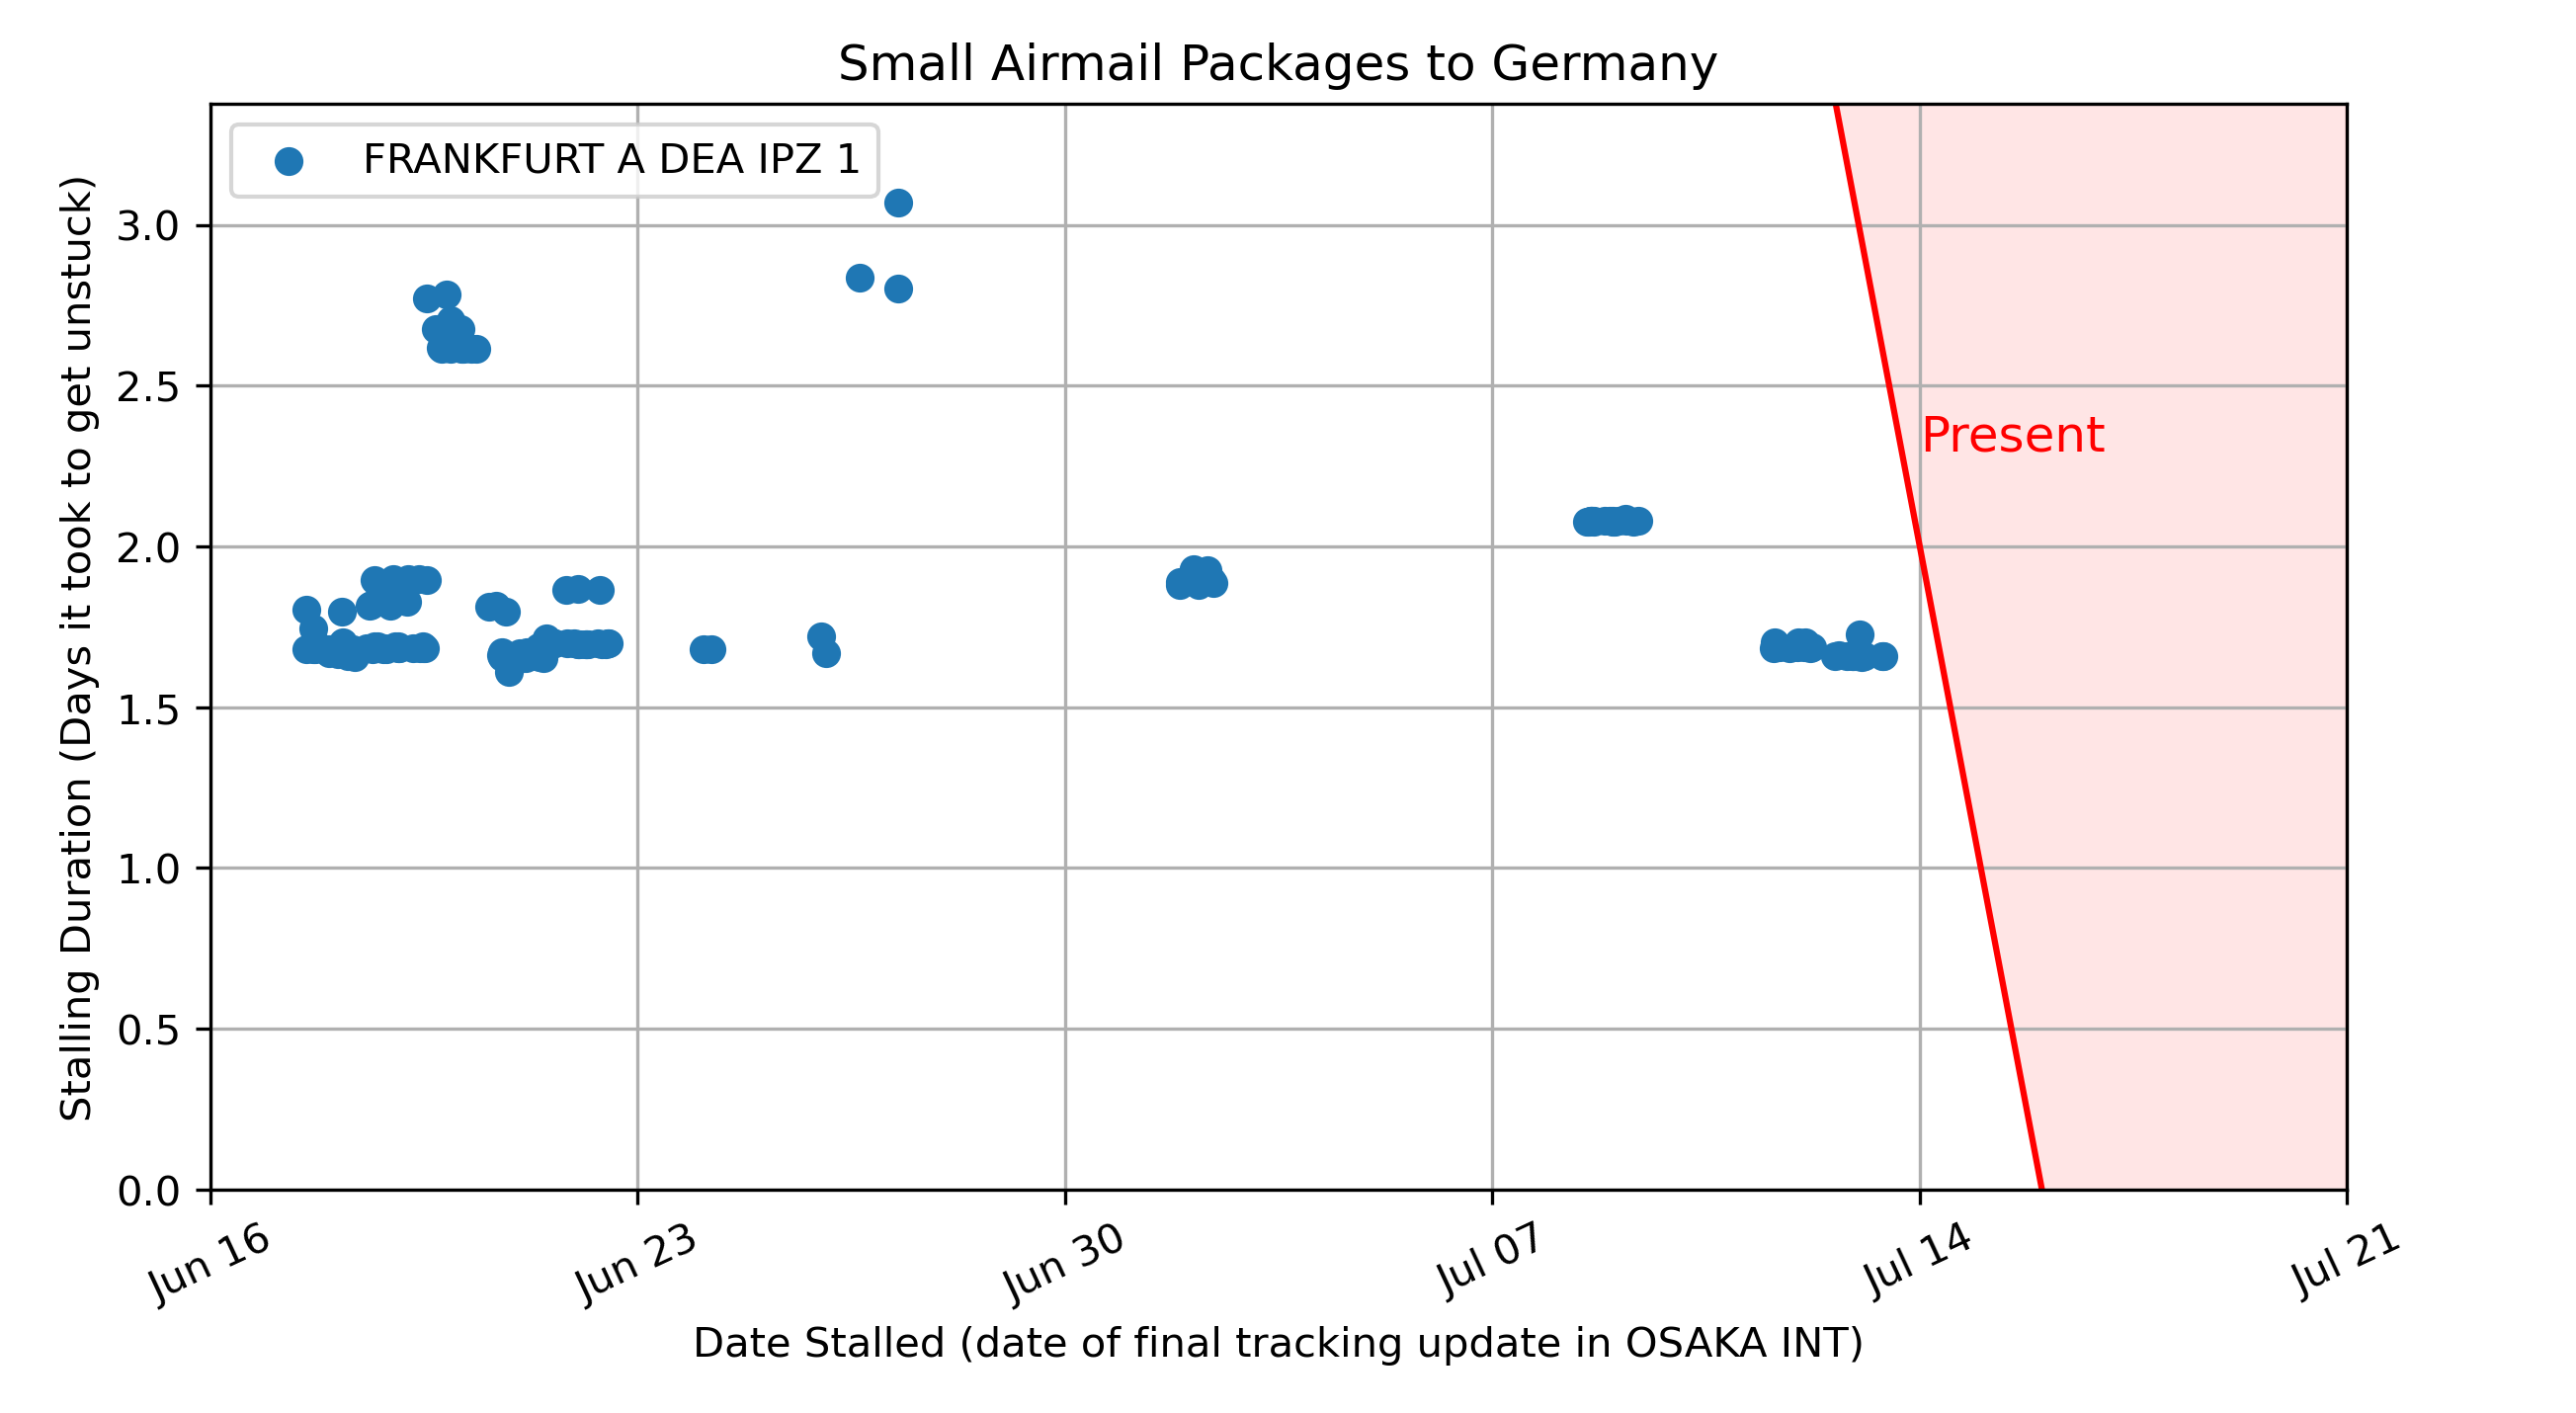 Small Airmail Packages to Germany
FRANKFURT A DEA IPZ 1
Stalling Duration (Days it took to get unstuck)
3.0
2.5
2.0
1.5
1.0
0.5
0.0
Present
Jun 16
Jun 23
Jun 30
Jul 07
Jul 14
Jul 21
Date Stalled (date of final tracking update in OSAKA INT)